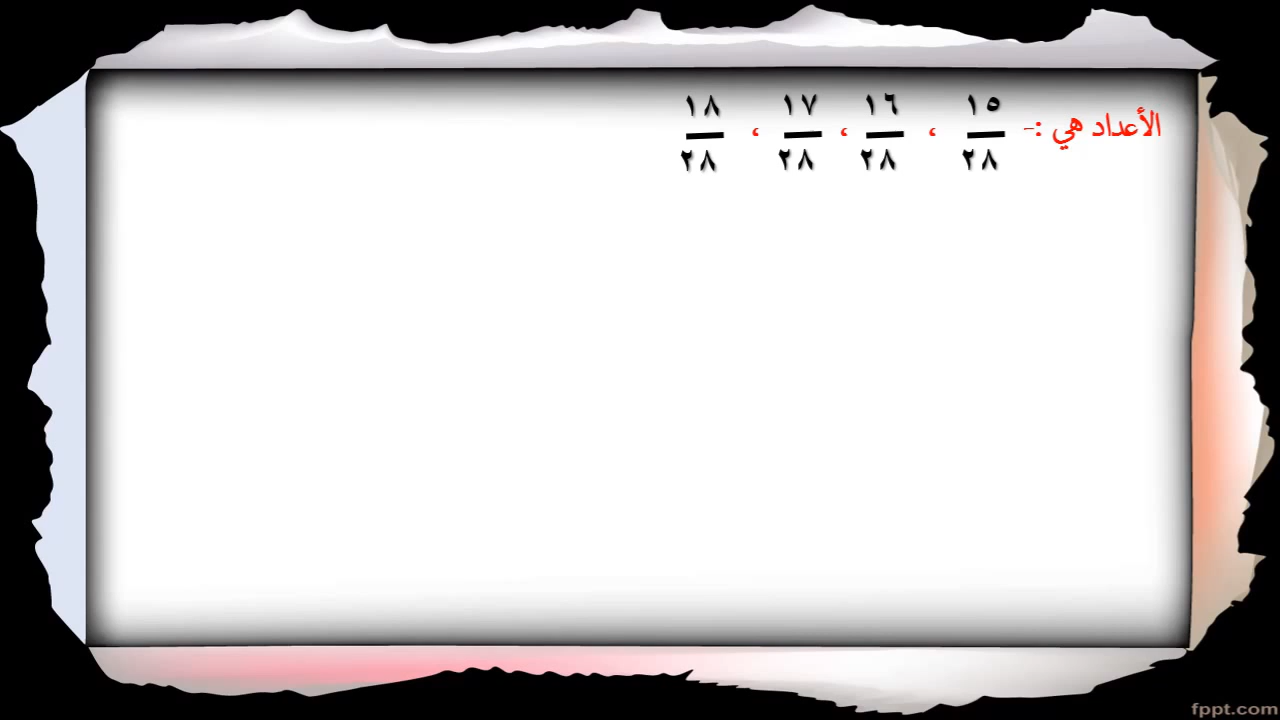 الأعداد هي :- ١٥/٢٨ ، ١٦/٢٨ ، ١٧/٢٨ ، ١٨/٢٨
fppt.com